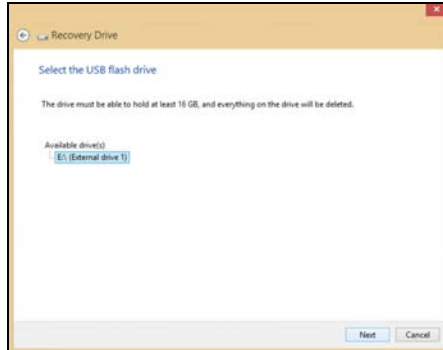 Recovery Drive
Select the USB flash drive
The drive must be able to hold at least 16 GB, and everything on the drive will be deleted.
Available drive(s)
E:\ (External drive 1)
Next Cancel